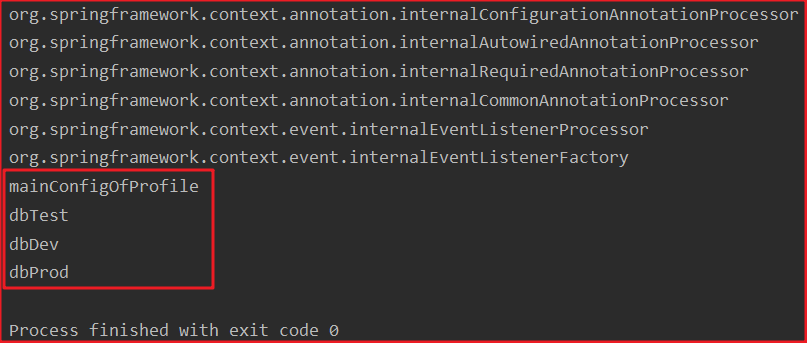 org.springframework.context.annotation.internalConfigurationAnnotationProcessor
org.springframework.context.annotation.internalAutowiredAnnotationProcessor
org.springframework.context.annotation.internalRequiredAnnotationProcessor
org.springframework.context.annotation.internalCommonAnnotationProcessor
org.springframework.context.event.internalEventListenerProcessor
org.springframework.context.event.internalEventListenerFactory
mainConfigOfProfile
dbTest
dbDev
dbProd
Process finished with exit code 0